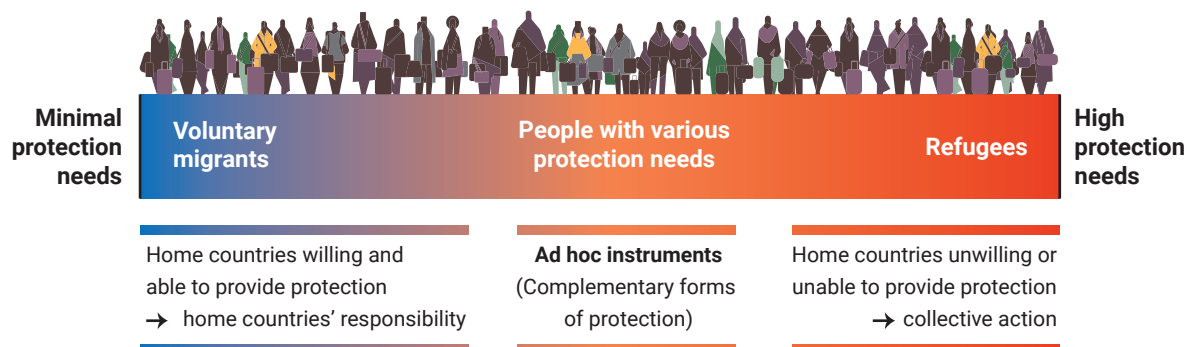 Minimal
protection
needs
Voluntary
migrants
People with various
protection needs
Refugees
High
protection
needs
Home countries willing and
able to provide protection
→ home countries’ responsibility
Ad hoc instruments
(Complementary forms
of protection)
Home countries unwilling or
unable to provide protection
→ collective action